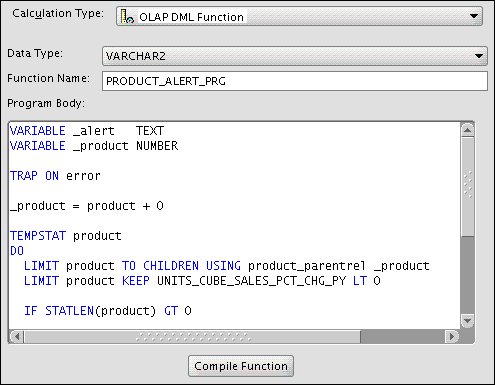 Calculation Type: OLAP DML Function
Data Type: VARCHAR2
Function Name: PRODUCT_ALERT_PRG
Program Body:
VARIABLE _alert TEXT
VARIABLE _product NUMBER
TRAP ON error
_product = product + 0
TEMPSTAT product
DO
LIMIT product TO CHILDREN USING product_parentrel _product
LIMIT product KEEP UNITS_CUBE_SALES_PCT_CHG_PY LT 0
IF STATLEN(product) GT 0
Compile Function